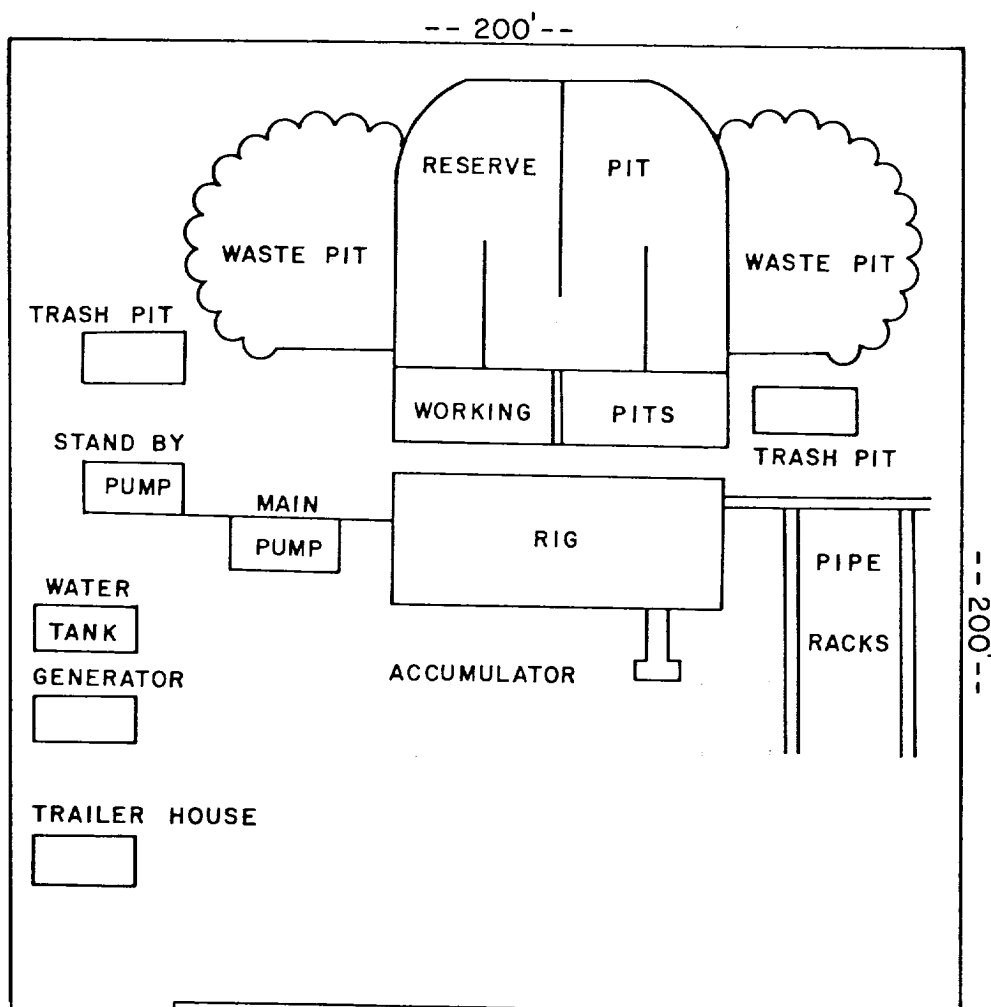 -- 200' --
RESERVE PIT
WASTE PIT
WASTE PIT
TRASH PIT
WORKING PITS
STAND BY
PUMP
TRASH PIT
MAIN
PUMP
RIG
PIPE
RACKS
-- 200' --
WATER
TANK
GENERATOR
ACCUMULATOR
TRAILER HOUSE